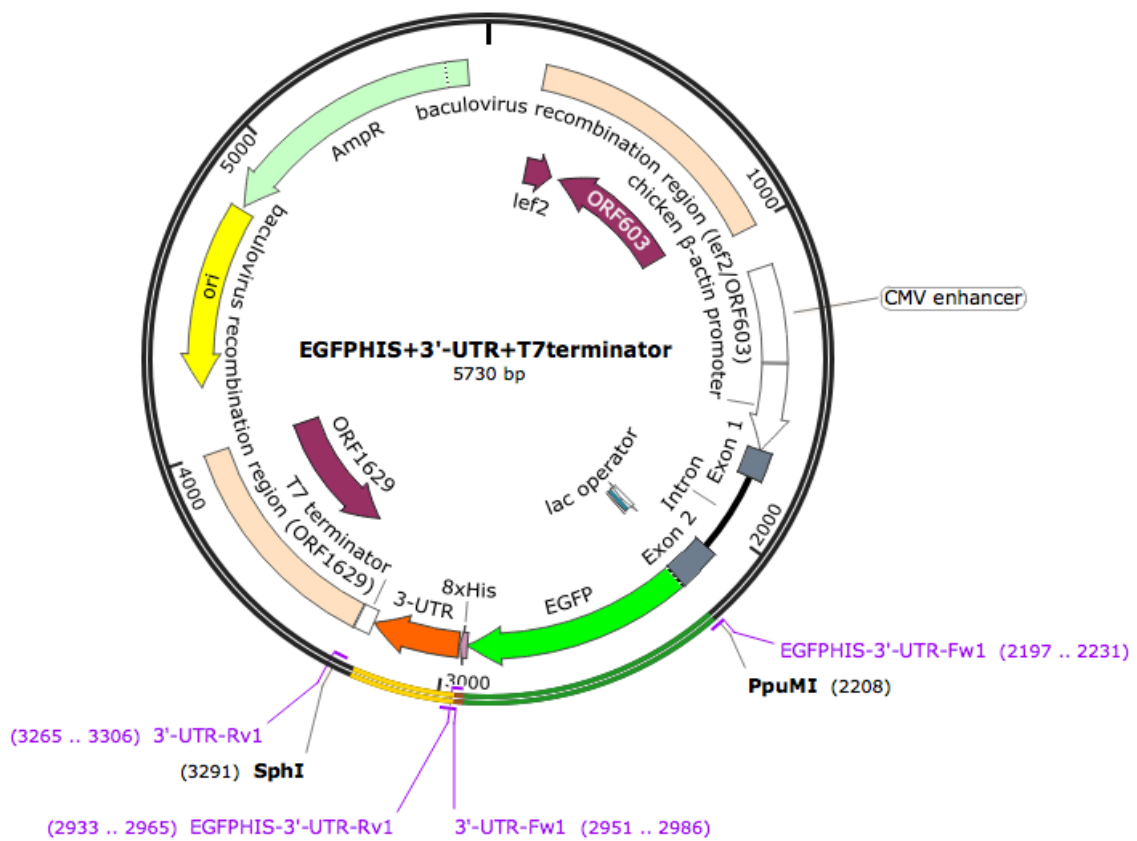 baculovirus recombination region (lef2/ORF603)
AmpR
5000
1000
lef2
ORF603
chicken β-actin promoter
CMV enhancer
ori
baculovirus recombination region (ORF1629)
EGFPHIS+3'-UTR+T7terminator
5730 bp
ORF1629
4000
T7 terminator
lac operator
Intron
Exon 1
2000
Exon 2
8xHis
3-UTR
EGFP
3000
EGFPHIS-3'-UTR-Fw1 (2197 .. 2231)
PpuMI (2208)
(3265 .. 3306) 3'-UTR-Rv1
(3291) SphI
(2933 .. 2965) EGFPHIS-3'-UTR-Rv1
3'-UTR-Fw1 (2951 .. 2986)